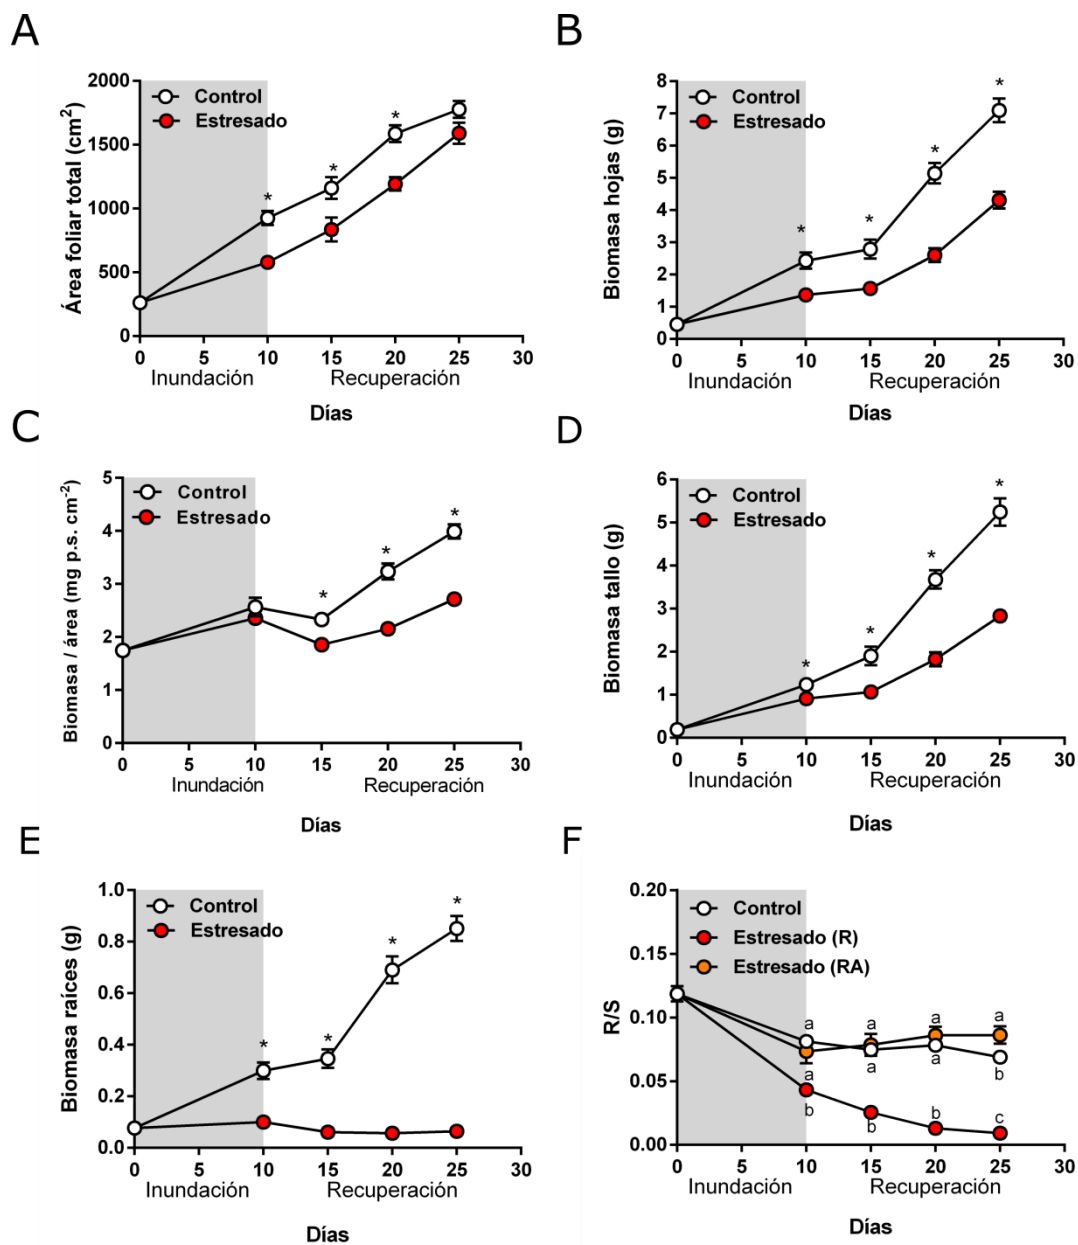 A
Área foliar total (cm²)
2000
1500
1000
500
0
Control
Estresado
*
*
*
0 5 10 15 20 25 30
Inundación Recuperación
Días
B
Biomasa hojas (g)
8
7
6
5
4
3
2
1
0
Control
Estresado
*
*
*
*
0 5 10 15 20 25 30
Inundación Recuperación
Días
C
Biomasa / área (mg p.s. cm⁻²)
5
4
3
2
1
0
Control
Estresado
*
*
*
0 5 10 15 20 25 30
Inundación Recuperación
Días
D
Biomasa tallo (g)
6
5
4
3
2
1
0
Control
Estresado
*
*
*
*
0 5 10 15 20 25 30
Inundación Recuperación
Días
E
Biomasa raíces (g)
1.0
0.8
0.6
0.4
0.2
0.0
Control
Estresado
*
*
*
*
0 5 10 15 20 25 30
Inundación Recuperación
Días
F
R/S
0.20
0.15
0.10
0.05
0.00
Control
Estresado (R)
Estresado (RA)
a a a a
a a a b
b b b c
0 5 10 15 20 25 30
Inundación Recuperación
Días